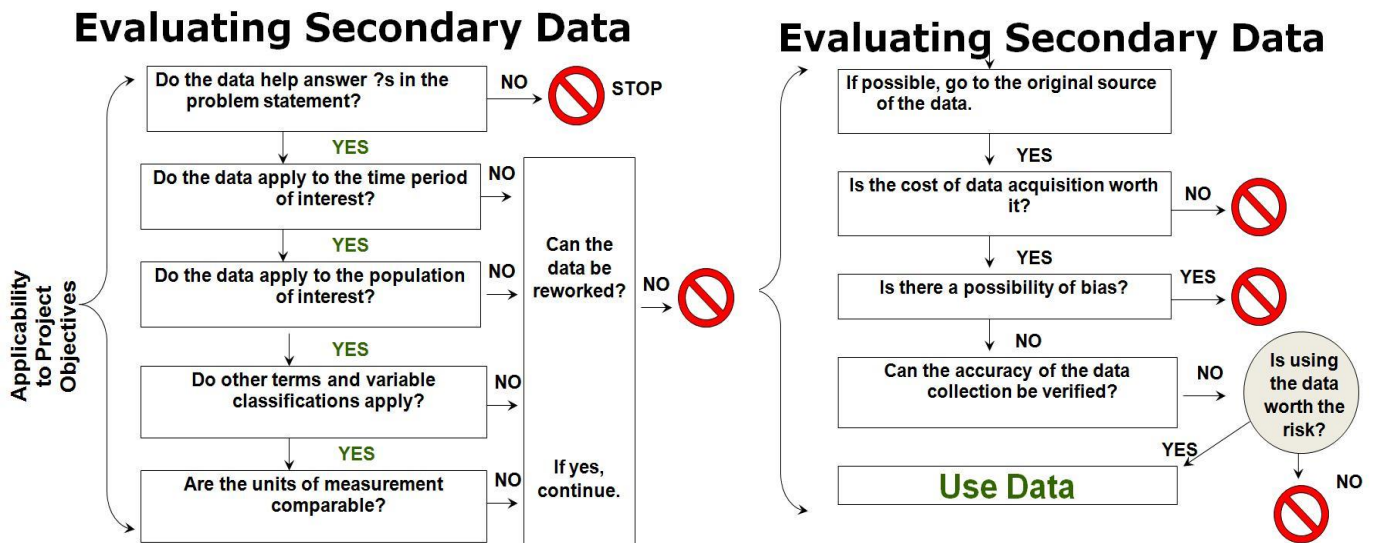 Evaluating Secondary Data
Do the data help answer ?s in the
problem statement?
NO
STOP
YES
Do the data apply to the time period
of interest?
NO
YES
Do the data apply to the population
of interest?
NO
YES
Do other terms and variable
classifications apply?
NO
YES
Are the units of measurement
comparable?
NO
Can the
data be
reworked?
If yes,
continue.
NO
Applicability
to Project
Objectives
Evaluating Secondary Data
If possible, go to the original source
of the data.
YES
Is the cost of data acquisition worth
it?
NO
YES
Is there a possibility of bias?
YES
NO
Can the accuracy of the data
collection be verified?
NO
Is using
the data
worth the
risk?
YES
NO
Use Data